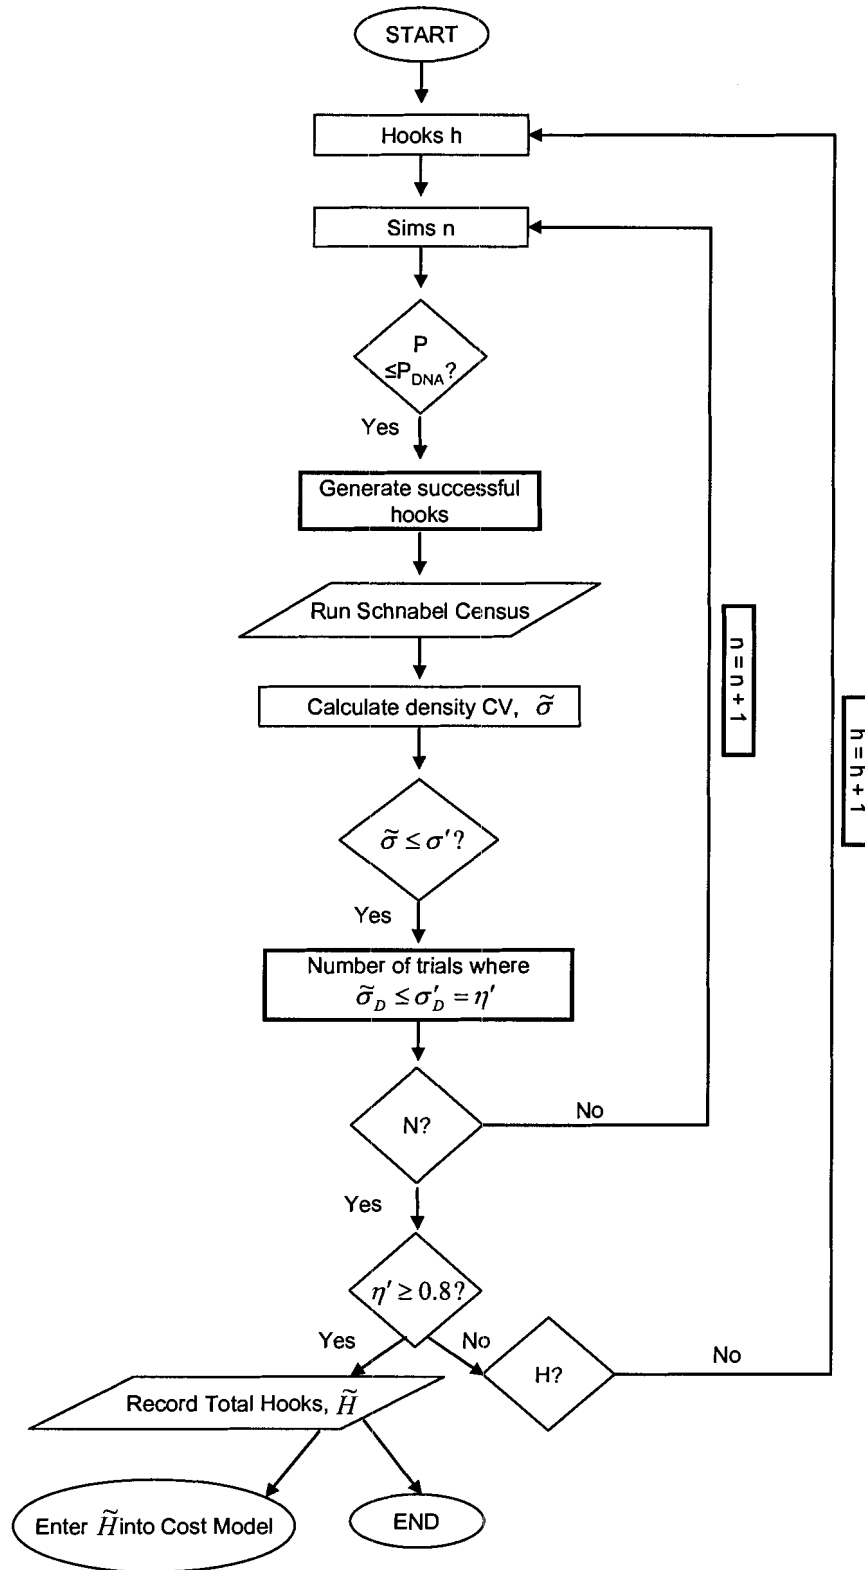 START
Hooks h
Sims n
P
≤P_DNA?
Yes
Generate successful
hooks
Run Schnabel Census
Calculate density CV, σ̃
n = n + 1
h = h + 1
σ̃ ≤ σ′?
Yes
Number of trials where
σ̃_D ≤ σ′_D = η′
N?
No
Yes
η′ ≥ 0.8?
Yes
No
H?
No
Record Total Hooks, H̃
Enter H̃ into Cost Model
END